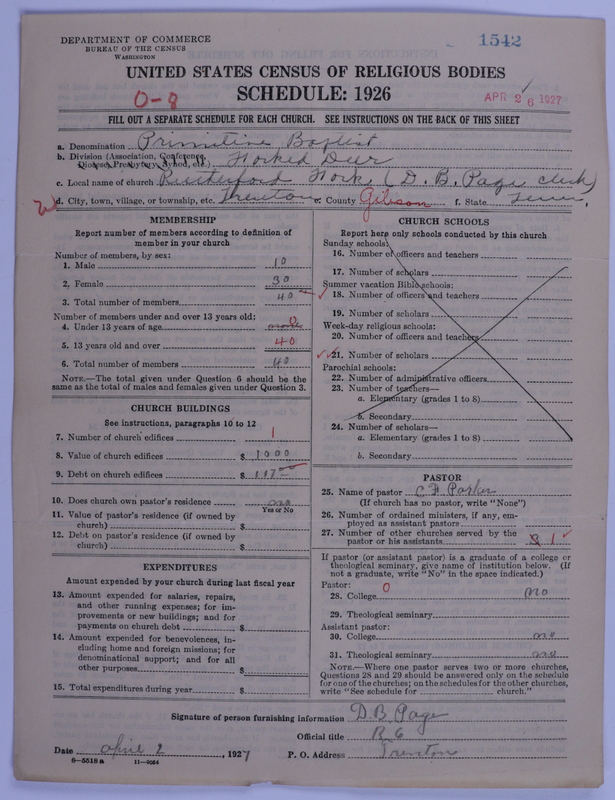 DEPARTMENT OF COMMERCE
BUREAU OF THE CENSUS
WASHINGTON
1542
UNITED STATES CENSUS OF RELIGIOUS BODIES
SCHEDULE: 1926
0-8
APR 26 1927
FILL OUT A SEPARATE SCHEDULE FOR EACH CHURCH. SEE INSTRUCTIONS ON THE BACK OF THIS SHEET
a. Denomination Primitive Baptist
b. Division (Association, Conference, Diocese, Presbytery, Synod, etc.) Forked Deer
c. Local name of church Rutherford Fork, (D. B. Page clerk)
d. City, town, village, or township, etc. Trenton e. County Gibson f. State Tenn,
MEMBERSHIP
Report number of members according to definition of
member in your church
Number of members, by sex:
1. Male 10
2. Female 30
3. Total number of members 40
Number of members under and over 13 years old:
4. Under 13 years of age 0
5. 13 years old and over 40
6. Total number of members 40
NOTE.—The total given under Question 6 should be the
same as the total of males and females given under Question 3.
CHURCH BUILDINGS
See instructions, paragraphs 10 to 12
7. Number of church edifices 1
8. Value of church edifices $ 1000
9. Debt on church edifices $ 117 00
10. Does church own pastor's residence no
Yes or No
11. Value of pastor's residence (if owned by
church) $
12. Debt on pastor's residence (if owned by
church) $
EXPENDITURES
Amount expended by your church during last fiscal year
13. Amount expended for salaries, repairs,
and other running expenses; for im-
provements or new buildings; and for
payments on church debt $
14. Amount expended for benevolences, in-
cluding home and foreign missions; for
denominational support; and for all
other purposes $
15. Total expenditures during year $
CHURCH SCHOOLS
Report here only schools conducted by this church
Sunday schools:
16. Number of officers and teachers
17. Number of scholars
Summer vacation Bible schools:
18. Number of officers and teachers
19. Number of scholars
Week-day religious schools:
20. Number of officers and teachers
21. Number of scholars
Parochial schools:
22. Number of administrative officers
23. Number of teachers—
a. Elementary (grades 1 to 8)
b. Secondary
24. Number of scholars—
a. Elementary (grades 1 to 8)
b. Secondary
PASTOR
25. Name of pastor C. F. Parker
(If church has no pastor, write "None")
26. Number of ordained ministers, if any, em-
ployed as assistant pastors
27. Number of other churches served by the
pastor or his assistants 1
If pastor (or assistant pastor) is a graduate of a college or
theological seminary, give name of institution below. (If
not a graduate, write "No" in the space indicated.)
Pastor: 0
28. College no
29. Theological seminary
Assistant pastor:
30. College no
31. Theological seminary no
NOTE.—Where one pastor serves two or more churches,
Questions 28 and 29 should be answered only on the schedule
for one of the churches; on the schedules for the other churches,
write "See schedule for church."
Signature of person furnishing information D. B. Page
Official title
Date April 2, 1927 P. O. Address Trenton
8-5518 a 11-9064